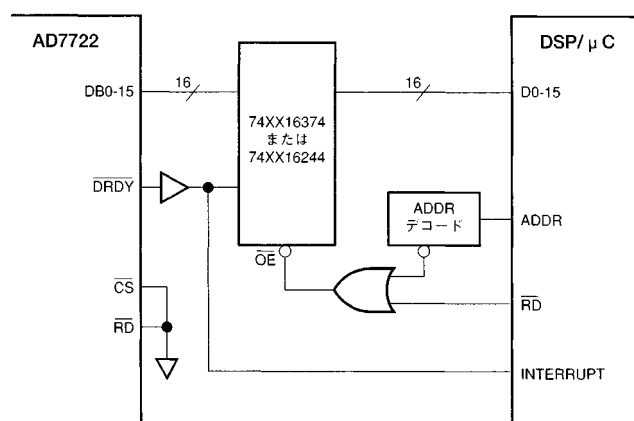 AD7722
DSP/μC
DB0-15
16
16
D0-15
74XX16374
または
74XX16244
DRDY
ADDR
デコード
ADDR
OE
CS
RD
RD
INTERRUPT